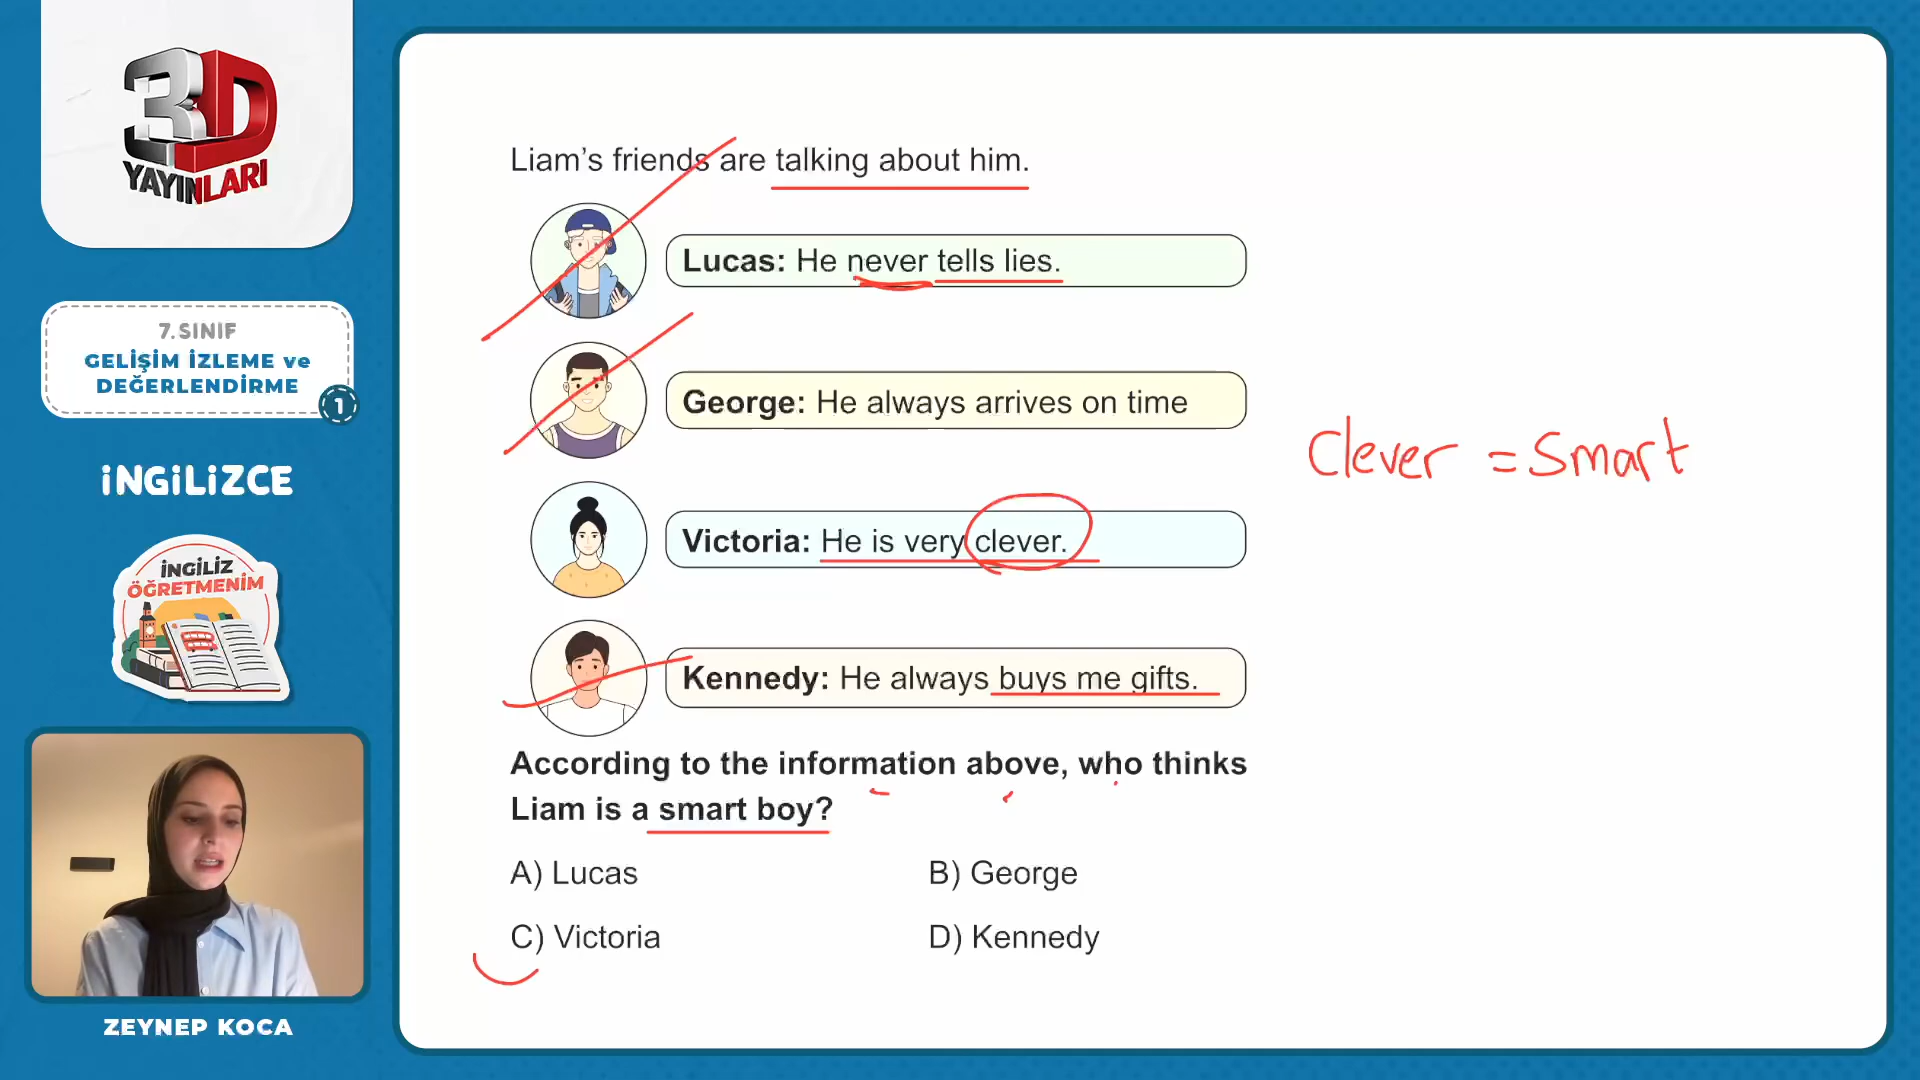 3D
YAYINLARI
7. SINIF
GELİŞİM İZLEME ve
DEĞERLENDİRME
1
İNGİLİZCE
İNGİLİZ
ÖĞRETMENİM
ZEYNEP KOCA
Liam's friends are talking about him.
Lucas: He never tells lies.
George: He always arrives on time
Victoria: He is very clever.
Kennedy: He always buys me gifts.
Clever = Smart
According to the information above, who thinks
Liam is a smart boy?
A) Lucas
B) George
C) Victoria
D) Kennedy